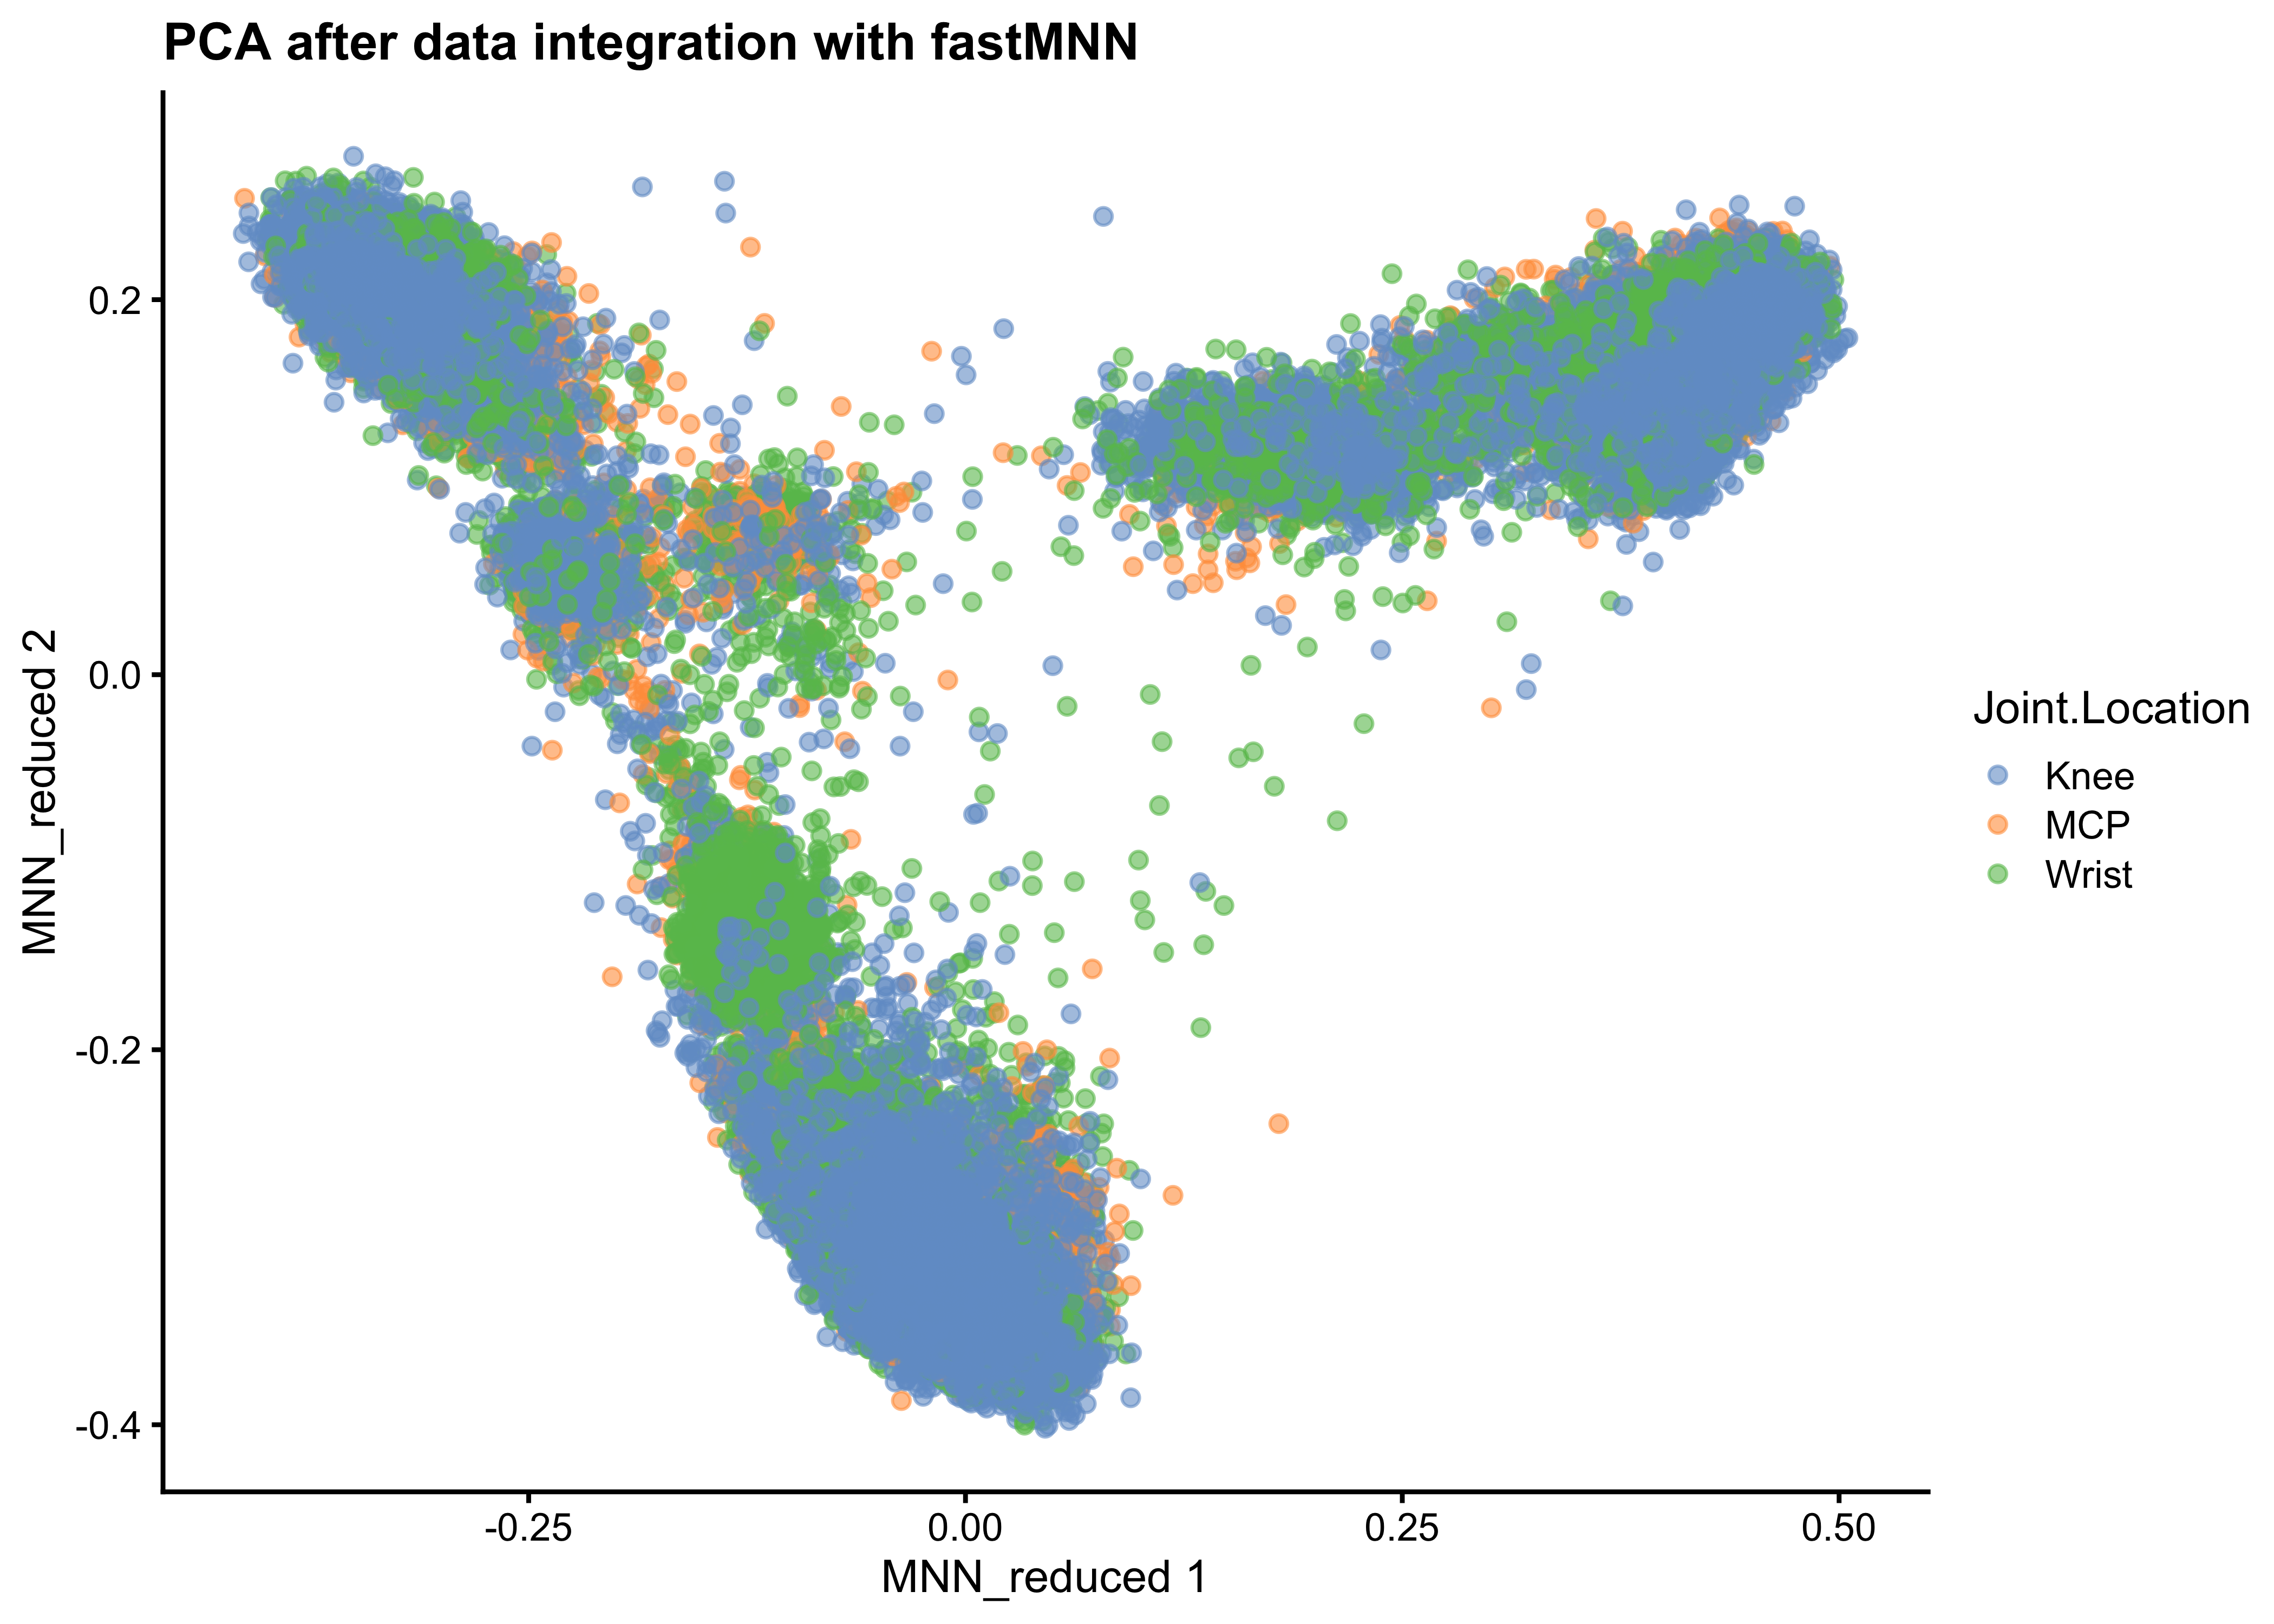 PCA after data integration with fastMNN
0.2
0.0
-0.2
-0.4
MNN_reduced 2
-0.25
0.00
0.25
0.50
MNN_reduced 1
Joint.Location
Knee
MCP
Wrist